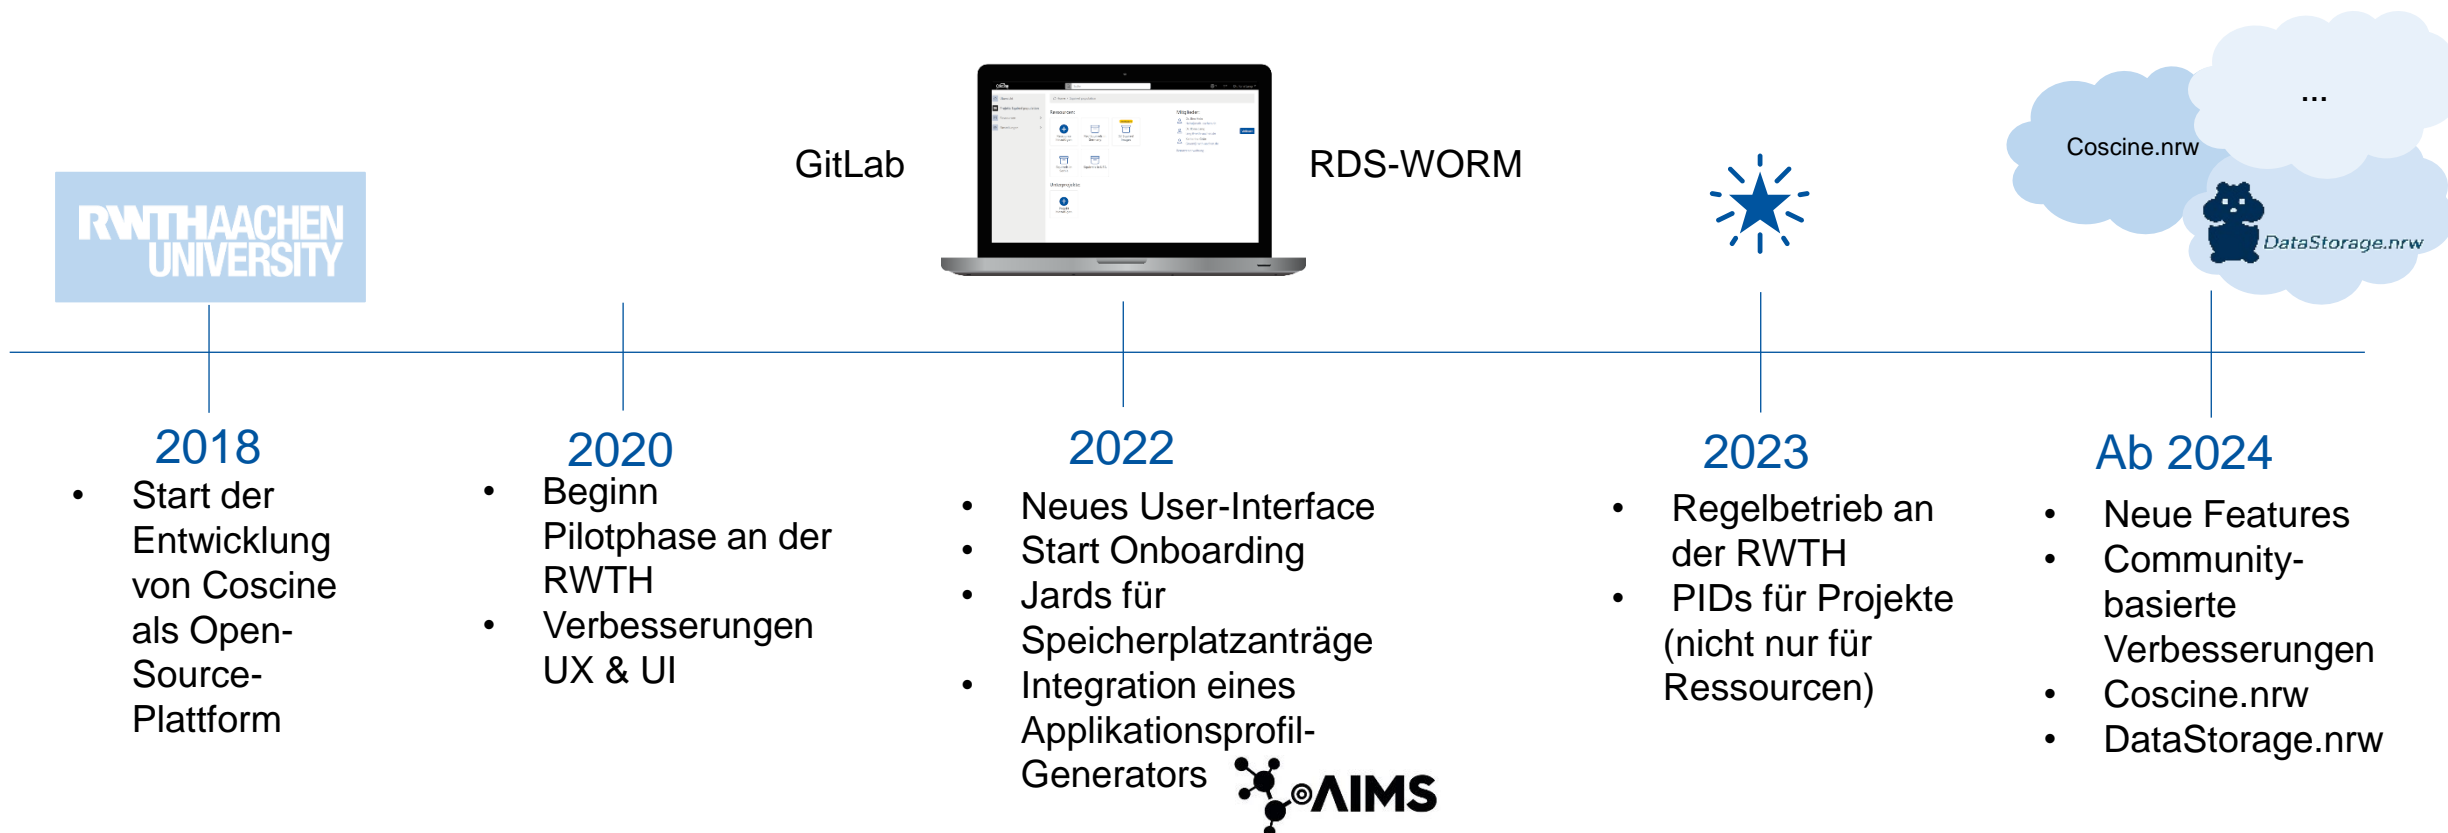 RWTHAACHEN
UNIVERSITY
GitLab
Ressourcen
Mitglieder
Unterprojekte
RDS-WORM
Coscine.nrw
...
DataStorage.nrw
2018
• Start der
Entwicklung
von Coscine
als Open-
Source-
Plattform
2020
• Beginn
Pilotphase an der
RWTH
• Verbesserungen
UX & UI
2022
• Neues User-Interface
• Start Onboarding
• Jards für
Speicherplatzanträge
• Integration eines
Applikationsprofil-
Generators
AIMS
2023
• Regelbetrieb an
der RWTH
• PIDs für Projekte
(nicht nur für
Ressourcen)
Ab 2024
• Neue Features
• Community-
basierte
Verbesserungen
• Coscine.nrw
• DataStorage.nrw